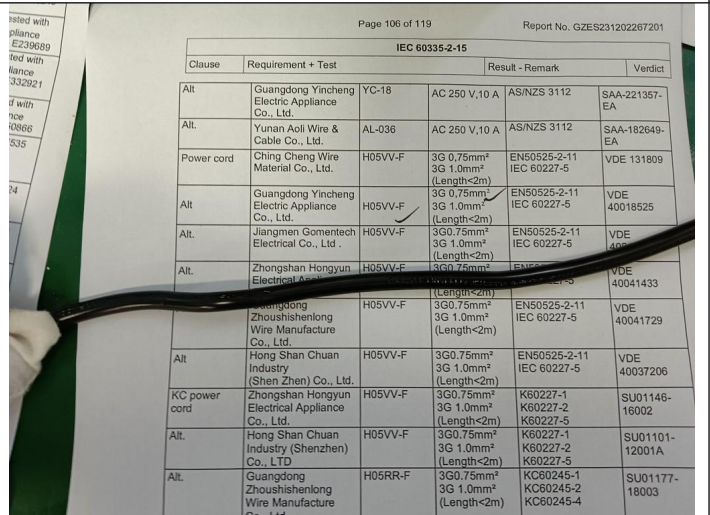 ested with
pliance
E239689
ted with
liance
332921
d with
nce
60866
535
24
Page 106 of 119
Report No. GZES231202267201
IEC 60335-2-15
Clause Requirement + Test Result - Remark Verdict
Alt Guangdong Yincheng YC-18 AC 250 V,10 A AS/NZS 3112 SAA-221357-
Electric Appliance EA
Co., Ltd.
Alt. Yunan Aoli Wire & AL-036 AC 250 V,10 A AS/NZS 3112 SAA-182649-
Cable Co., Ltd. EA
Power cord Ching Cheng Wire H05VV-F 3G 0,75mm² EN50525-2-11 VDE 131809
Material Co., Ltd. 3G 1.0mm² IEC 60227-5
(Length<2m)
Alt Guangdong Yincheng H05VV-F 3G 0,75mm² EN50525-2-11 VDE
Electric Appliance 3G 1.0mm² IEC 60227-5 40018525
Co., Ltd. (Length<2m)
Alt. Jiangmen Gomentech H05VV-F 3G0.75mm² EN50525-2-11 VDE
Electrical Co., Ltd . 3G 1.0mm² IEC 60227-5
(Length<2m)
Alt. Zhongshan Hongyun H05VV-F 3G0.75mm² VDE
Electrical 40041433
(Length<2m)
H05VV-F 3G0.75mm² EN50525-2-11 VDE
Zhoushishenlong 3G 1.0mm² IEC 60227-5 40041729
Wire Manufacture (Length<2m)
Co., Ltd.
Alt Hong Shan Chuan H05VV-F 3G0.75mm² EN50525-2-11 VDE
Industry 3G 1.0mm² IEC 60227-5 40037206
(Shen Zhen) Co., Ltd. (Length<2m)
KC power Zhongshan Hongyun H05VV-F 3G0.75mm² K60227-1 SU01146-
cord Electrical Appliance 3G 1.0mm² K60227-2 16002
Co., Ltd. (Length<2m) K60227-5
Alt. Hong Shan Chuan H05VV-F 3G0.75mm² K60227-1 SU01101-
Industry (Shenzhen) 3G 1.0mm² K60227-2 12001A
Co., LTD (Length<2m) K60227-5
Alt. Guangdong H05RR-F 3G0.75mm² KC60245-1 SU01177-
Zhoushishenlong 3G 1.0mm² KC60245-2 18003
Wire Manufacture (Length<2m) KC60245-4